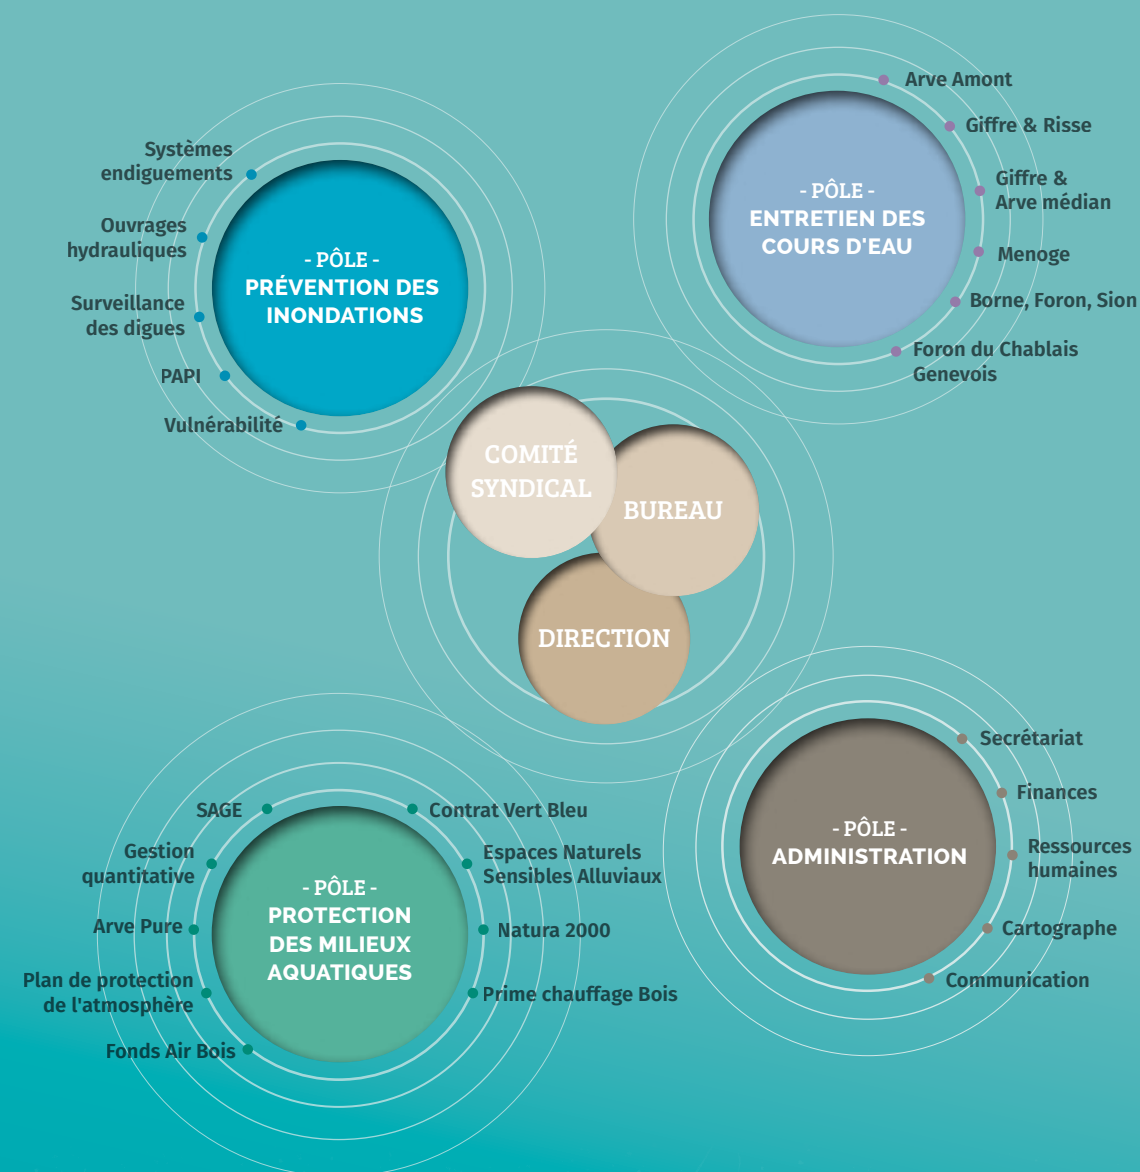 Systèmes
endiguements
Ouvrages
hydrauliques
Surveillance
des digues
PAPI
Vulnérabilité
- PÔLE -
PRÉVENTION DES
INONDATIONS
- PÔLE -
ENTRETIEN DES
COURS D'EAU
Arve Amont
Giffre & Risse
Giffre &
Arve médian
Menoge
Borne, Foron, Sion
Foron du Chablais
Genevois
COMITÉ
SYNDICAL
BUREAU
DIRECTION
SAGE
Gestion
quantitative
Arve Pure
Plan de protection
de l'atmosphère
Fonds Air Bois
- PÔLE -
PROTECTION
DES MILIEUX
AQUATIQUES
Contrat Vert Bleu
Espaces Naturels
Sensibles Alluviaux
Natura 2000
Prime chauffage Bois
- PÔLE -
ADMINISTRATION
Secrétariat
Finances
Ressources
humaines
Cartographe
Communication